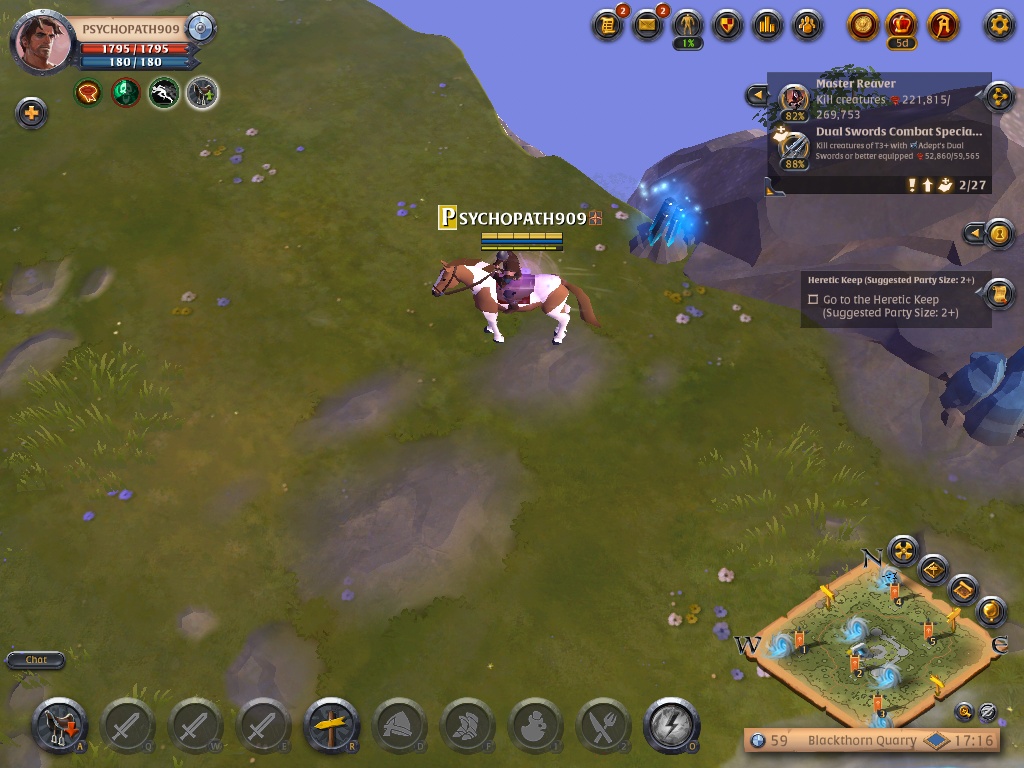 PSYCHOPATH909
1795 / 1795
180 / 180
2
2
1%
5d
Master Reaver
Kill creatures 221,815/
269,753
82%
Dual Swords Combat Specia...
Kill creatures of T3+ with Adept's Dual
Swords or better equipped 52,860/59,565
88%
2/27
PSYCHOPATH909
Heretic Keep (Suggested Party Size: 2+)
Go to the Heretic Keep
(Suggested Party Size: 2+)
N
W
E
4
1
5
2
3
Chat
A
Q
W
E
R
D
F
1
2
O
59
Blackthorn Quarry
17:16